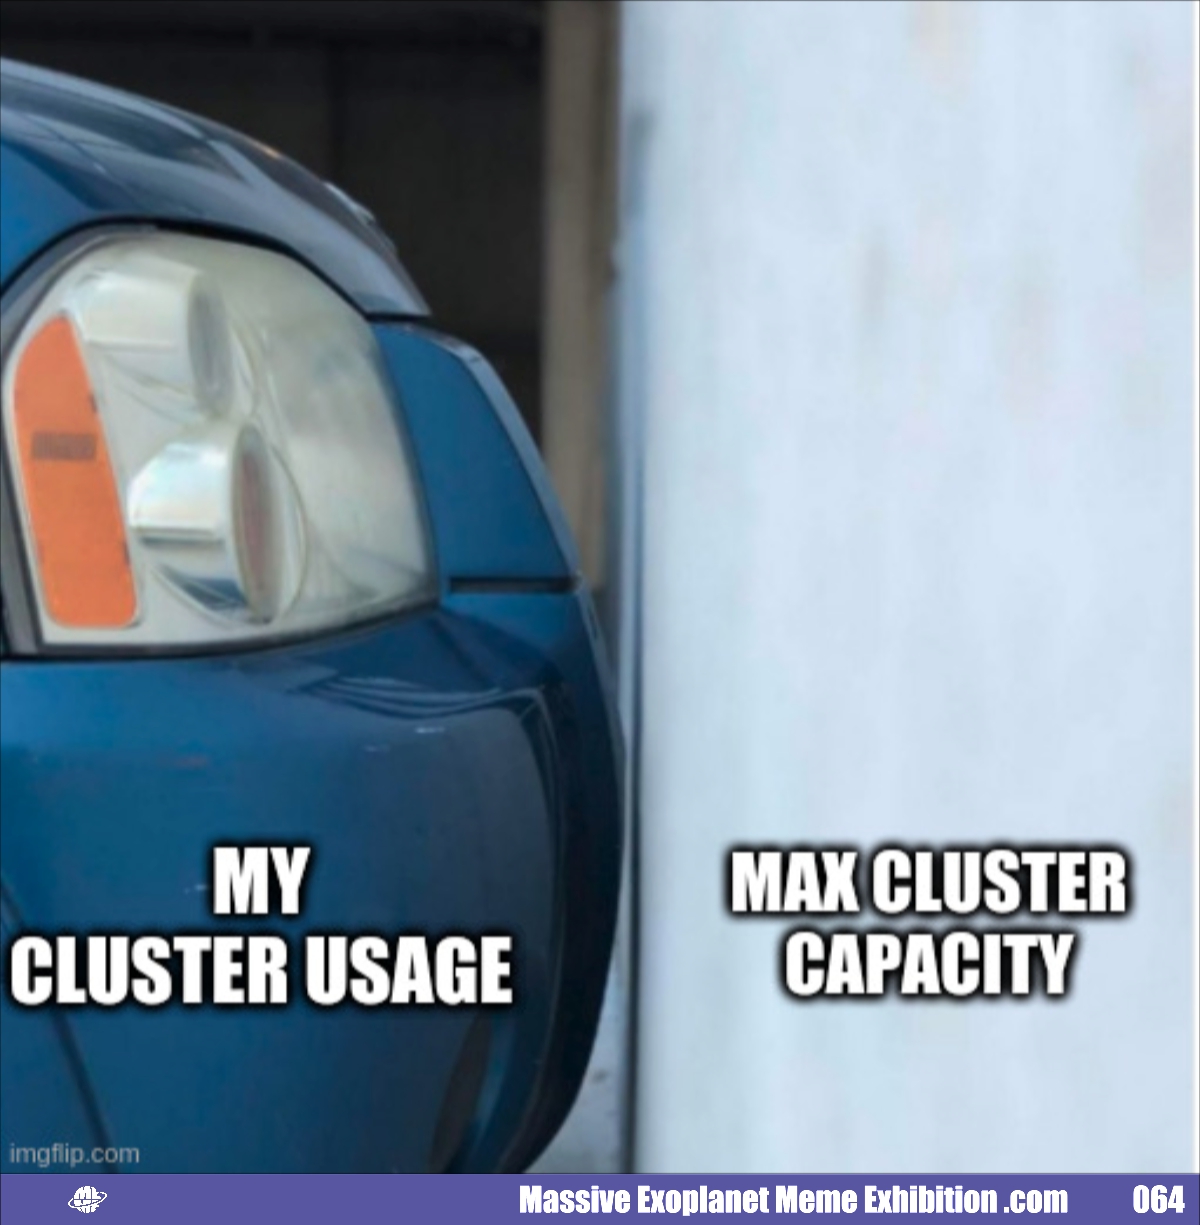 MY
CLUSTER USAGE
MAX CLUSTER
CAPACITY
imgflip.com
Massive Exoplanet Meme Exhibition .com
064